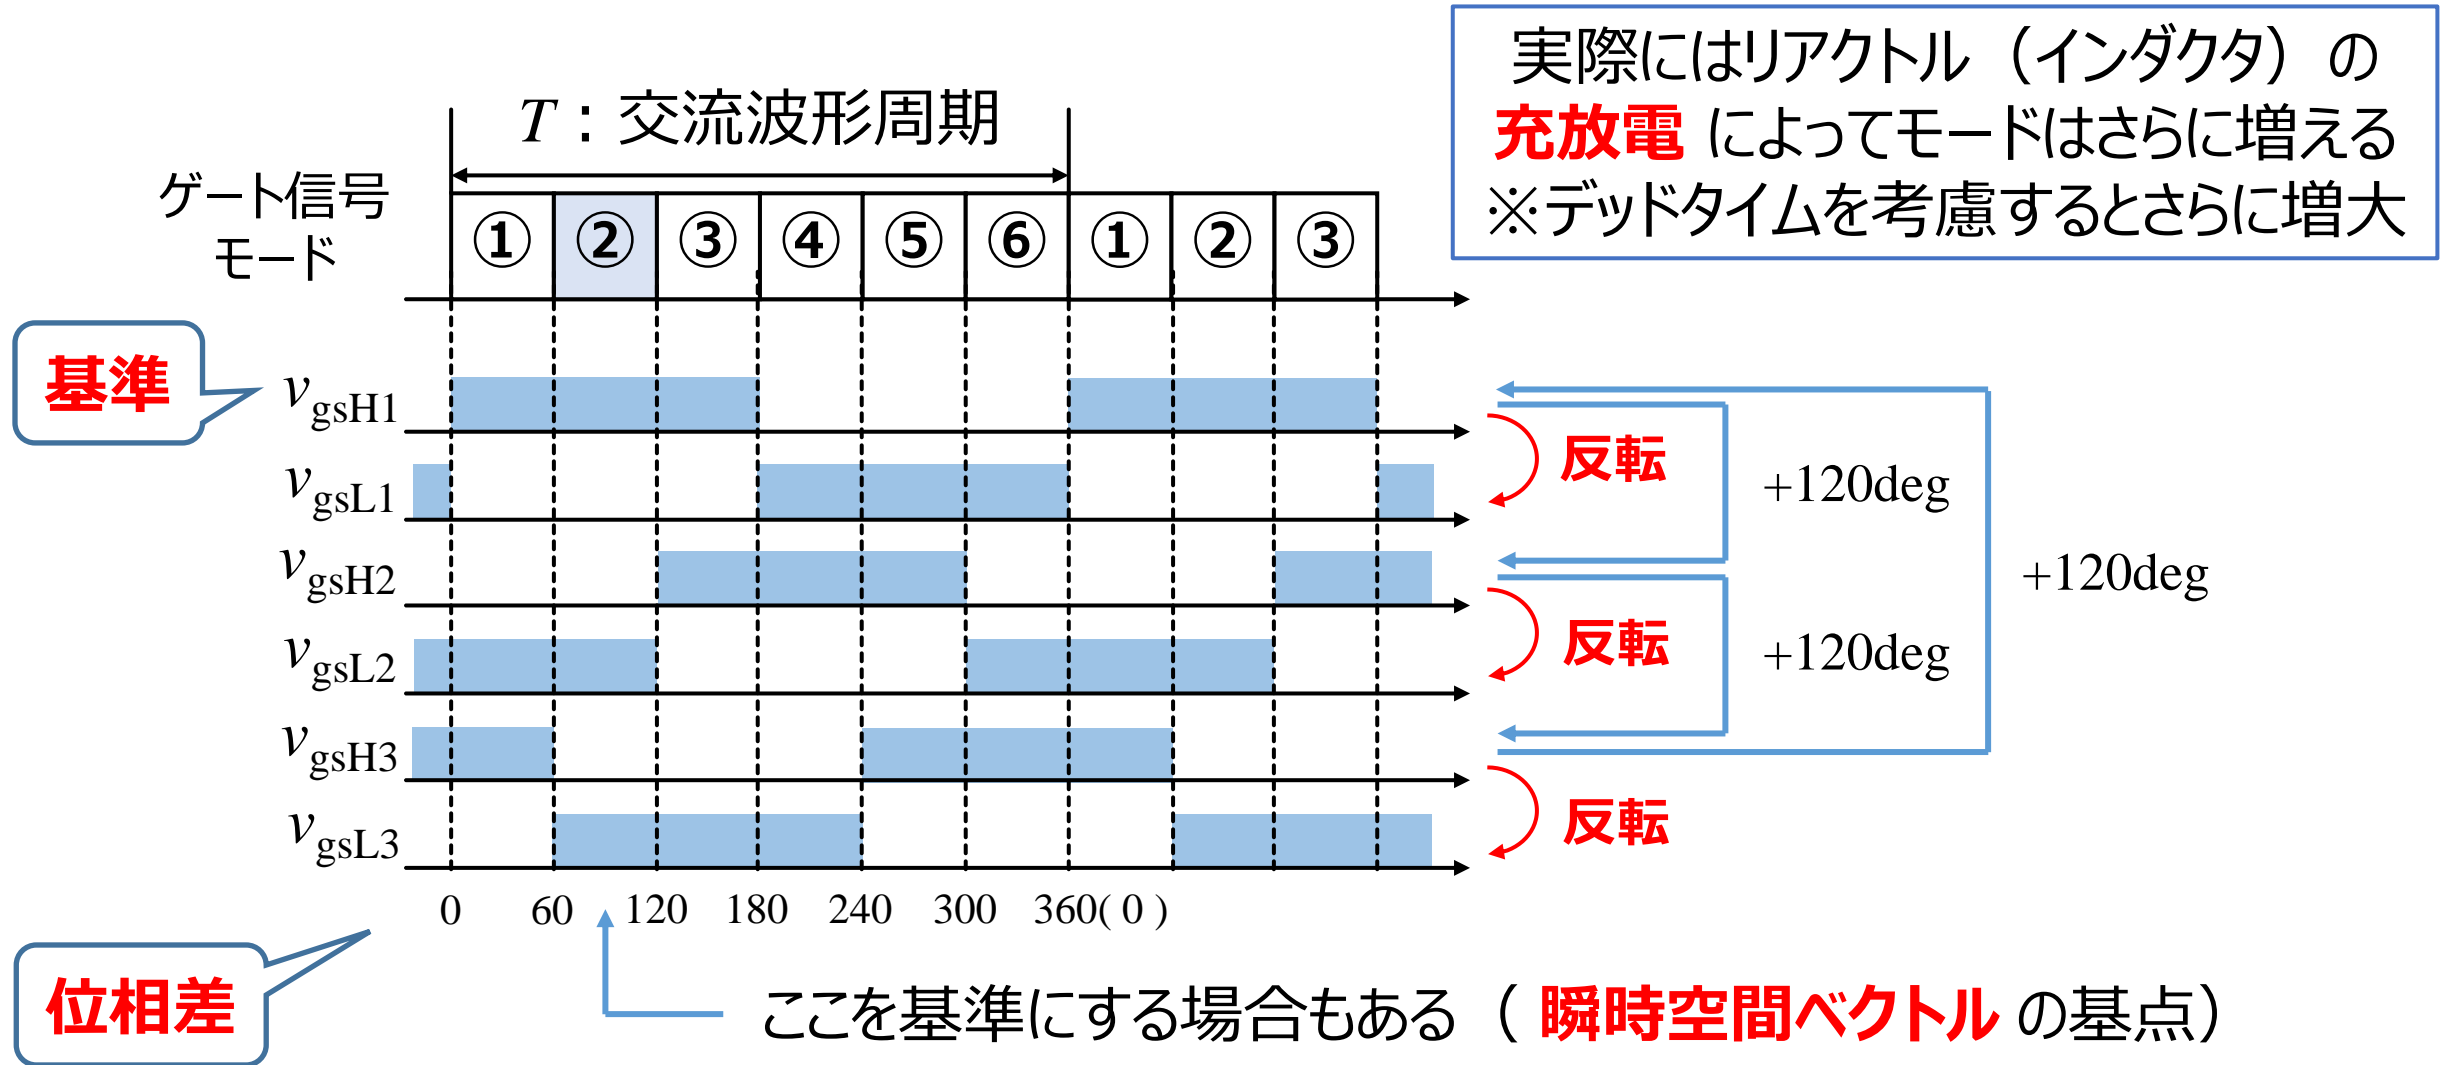 実際にはリアクトル（インダクタ）の
充放電 によってモードはさらに増える
※デッドタイムを考慮するとさらに増大
T：交流波形周期
ゲート信号
モード
① ② ③ ④ ⑤ ⑥ ① ② ③
基準
vgsH1
反転
vgsL1
+120deg
vgsH2
+120deg
反転
vgsL2
+120deg
vgsH3
反転
vgsL3
0 60 120 180 240 300 360( 0 )
位相差
ここを基準にする場合もある（ 瞬時空間ベクトル の基点）